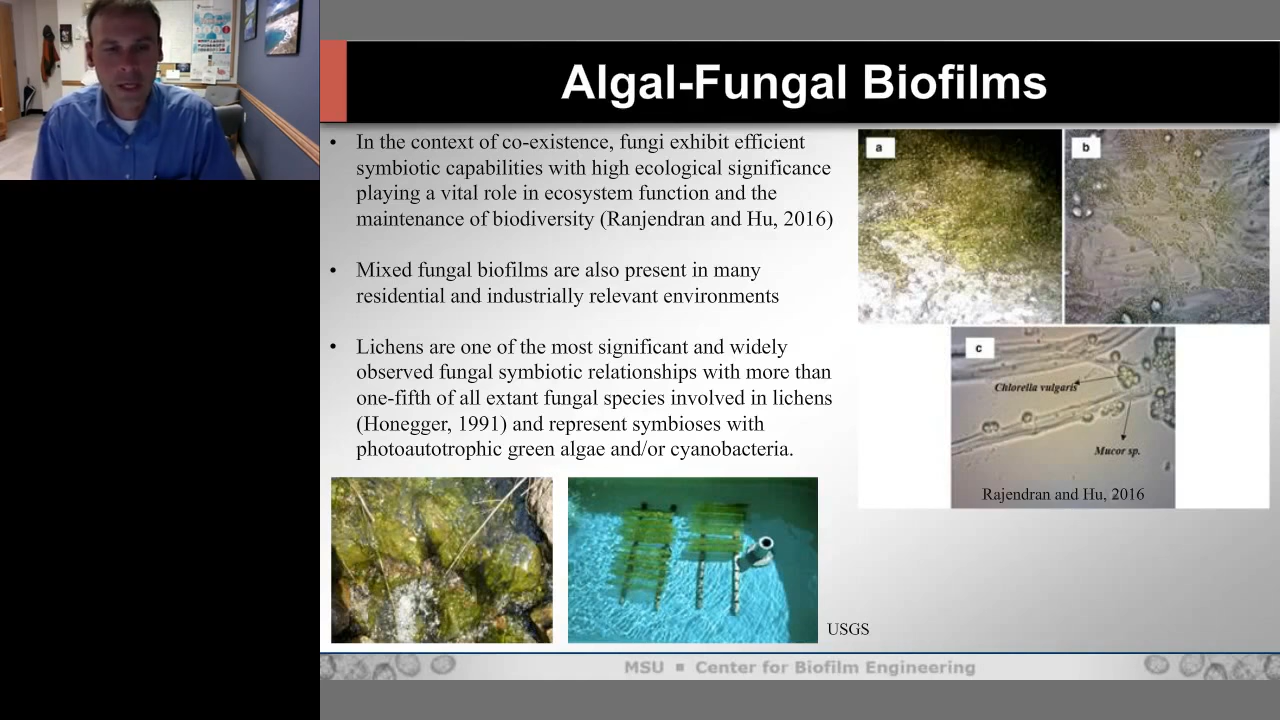 Algal-Fungal Biofilms
• In the context of co-existence, fungi exhibit efficient
symbiotic capabilities with high ecological significance
playing a vital role in ecosystem function and the
maintenance of biodiversity (Ranjendran and Hu, 2016)
• Mixed fungal biofilms are also present in many
residential and industrially relevant environments
• Lichens are one of the most significant and widely
observed fungal symbiotic relationships with more than
one-fifth of all extant fungal species involved in lichens
(Honegger, 1991) and represent symbioses with
photoautotrophic green algae and/or cyanobacteria.
a
b
c
Chlorella vulgaris
Mucor sp.
Rajendran and Hu, 2016
USGS
MSU ■ Center for Biofilm Engineering